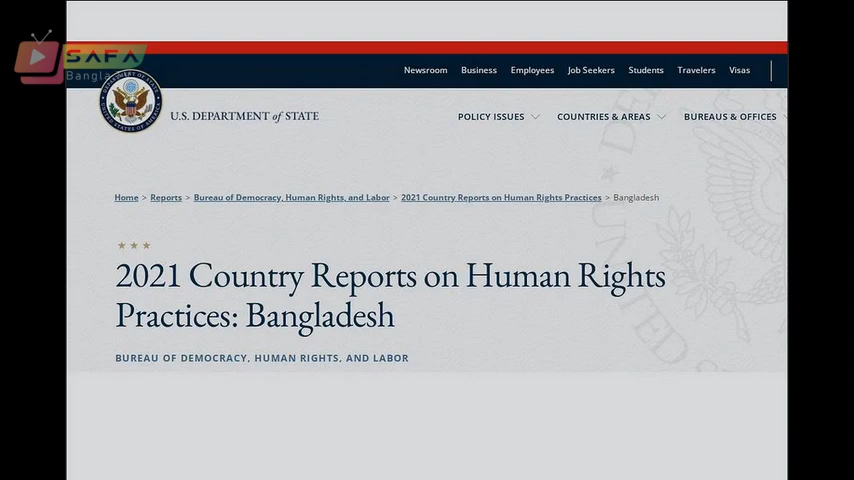 SAFA
Bangla
Newsroom Business Employees Job Seekers Students Travelers Visas
U.S. DEPARTMENT of STATE
POLICY ISSUES COUNTRIES & AREAS BUREAUS & OFFICES
Home > Reports > Bureau of Democracy, Human Rights, and Labor > 2021 Country Reports on Human Rights Practices > Bangladesh
2021 Country Reports on Human Rights
Practices: Bangladesh
BUREAU OF DEMOCRACY, HUMAN RIGHTS, AND LABOR